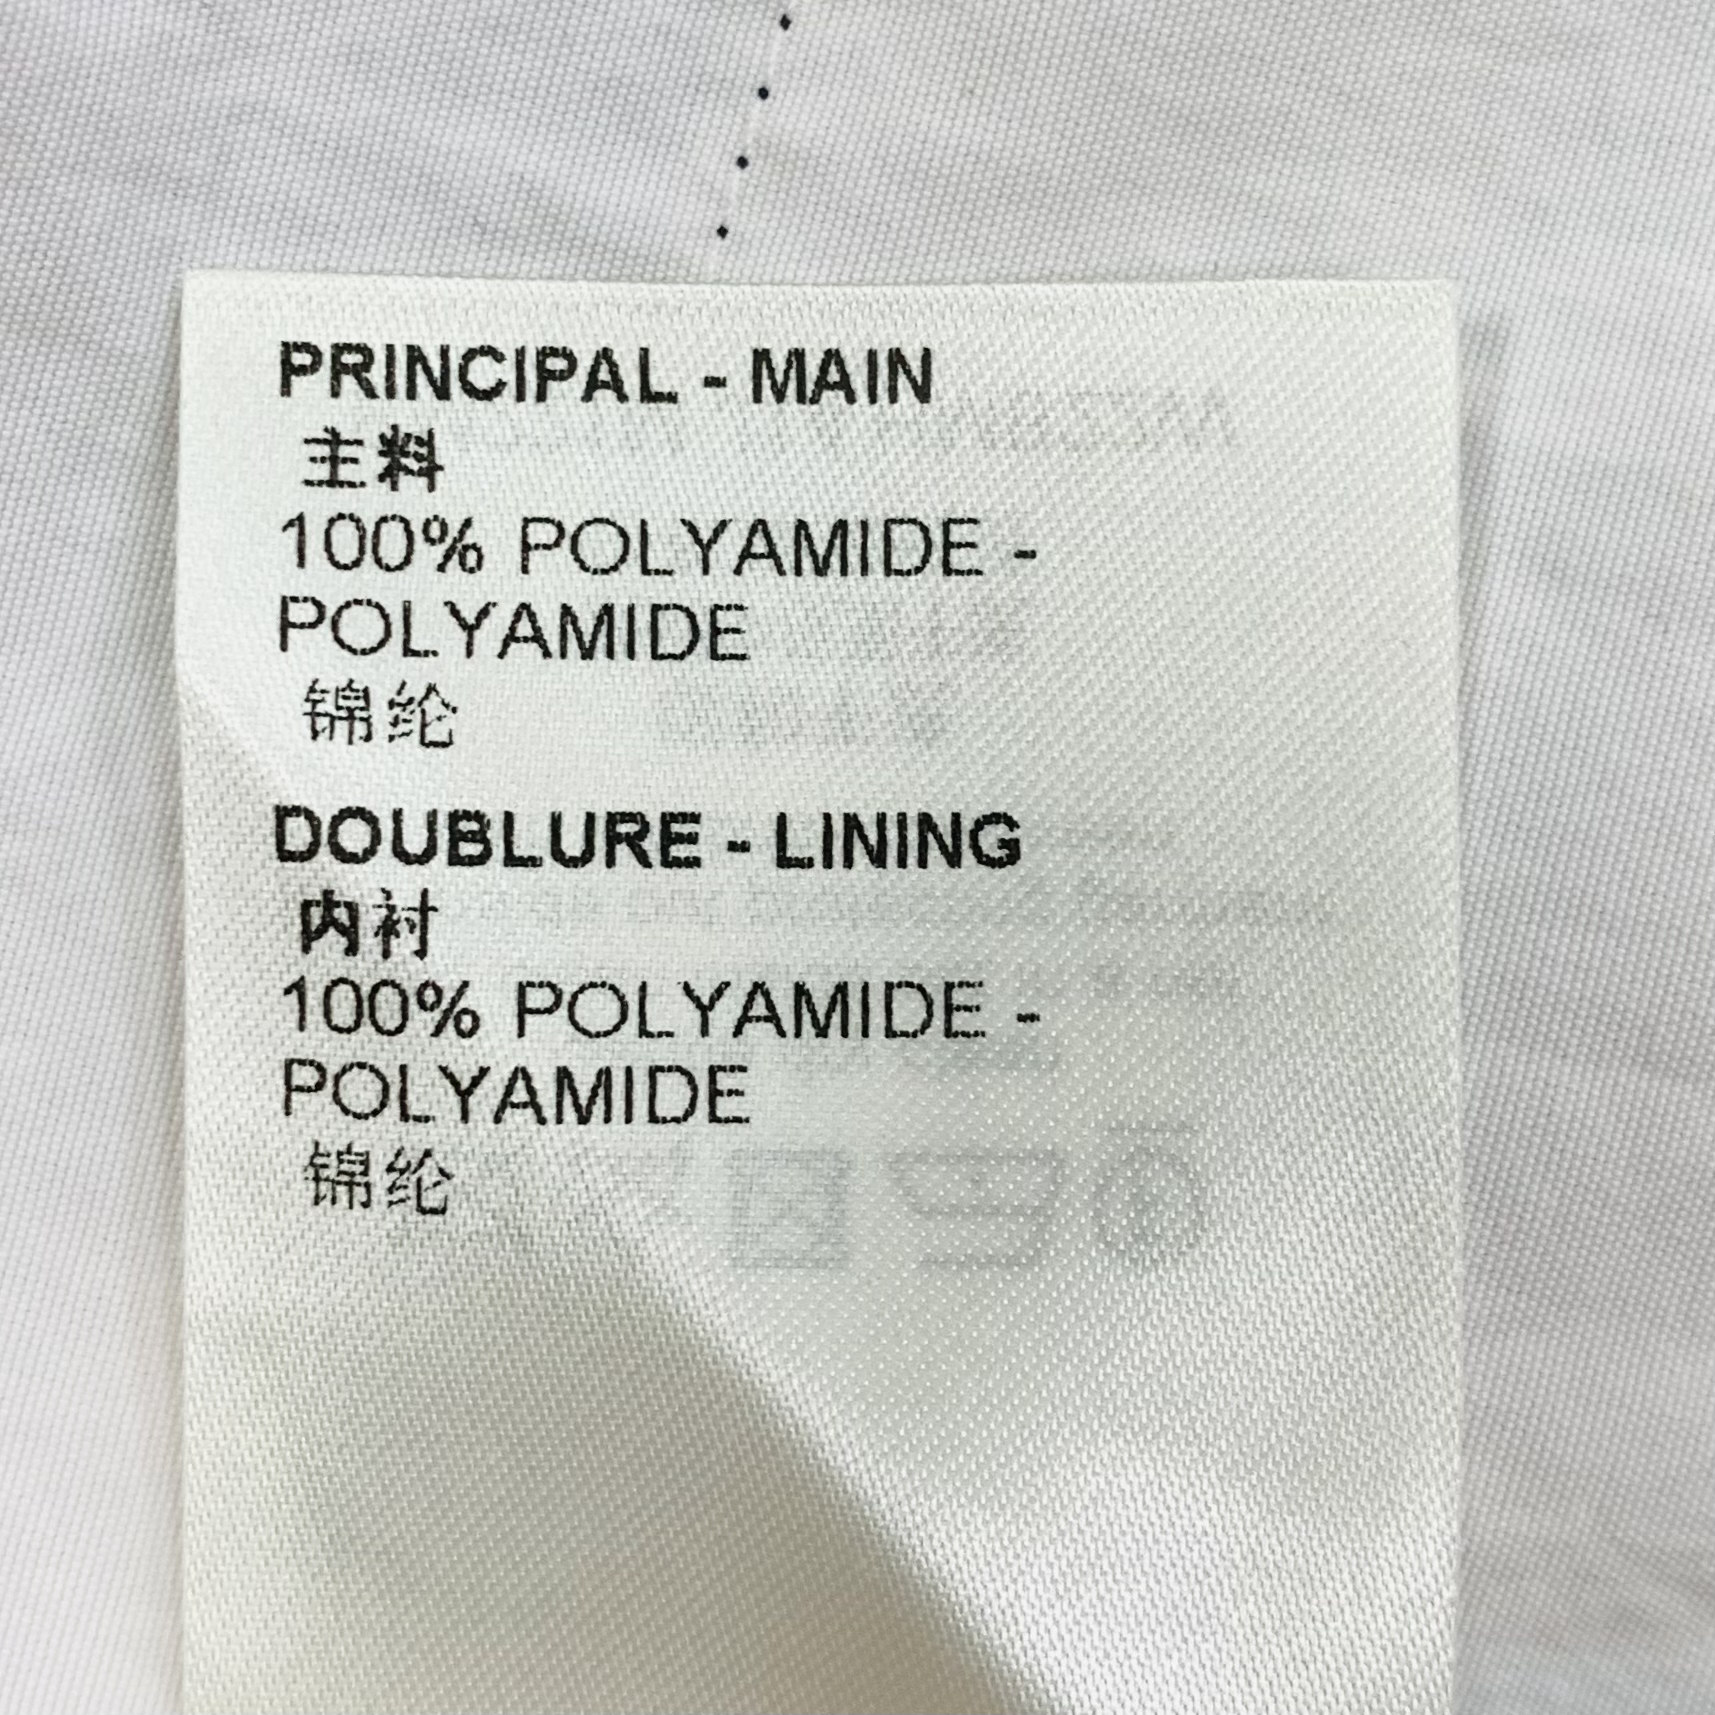 PRINCIPAL - MAIN
主料
100% POLYAMIDE -
POLYAMIDE
锦纶
DOUBLURE - LINING
内衬
100% POLYAMIDE -
POLYAMIDE
锦纶